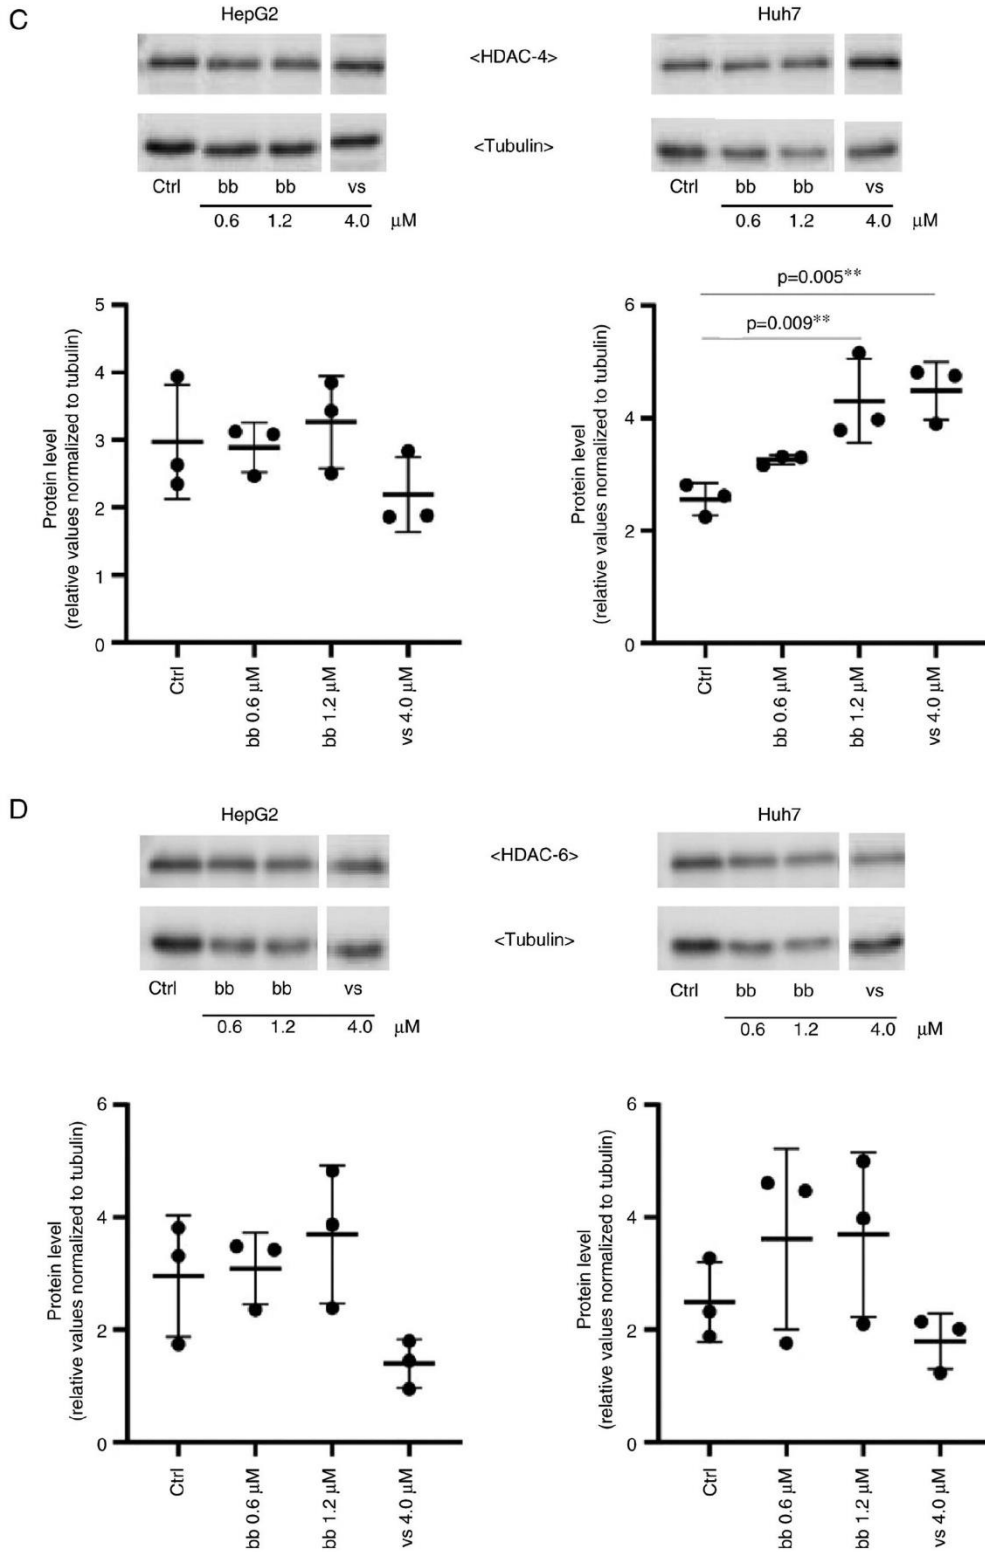 C
HepG2
Huh7
<HDAC-4>
<Tubulin>
Ctrl bb bb vs
0.6 1.2 4.0 μM
Ctrl bb bb vs
0.6 1.2 4.0 μM
Protein level
(relative values normalized to tubulin)
5
4
3
2
1
0
Ctrl
bb 0.6 μM
bb 1.2 μM
vs 4.0 μM
p=0.005**
p=0.009**
Protein level
(relative values normalized to tubulin)
6
4
2
0
Ctrl
bb 0.6 μM
bb 1.2 μM
vs 4.0 μM
D
HepG2
Huh7
<HDAC-6>
<Tubulin>
Ctrl bb bb vs
0.6 1.2 4.0 μM
Ctrl bb bb vs
0.6 1.2 4.0 μM
Protein level
(relative values normalized to tubulin)
6
4
2
0
Ctrl
bb 0.6 μM
bb 1.2 μM
vs 4.0 μM
Protein level
(relative values normalized to tubulin)
6
4
2
0
Ctrl
bb 0.6 μM
bb 1.2 μM
vs 4.0 μM